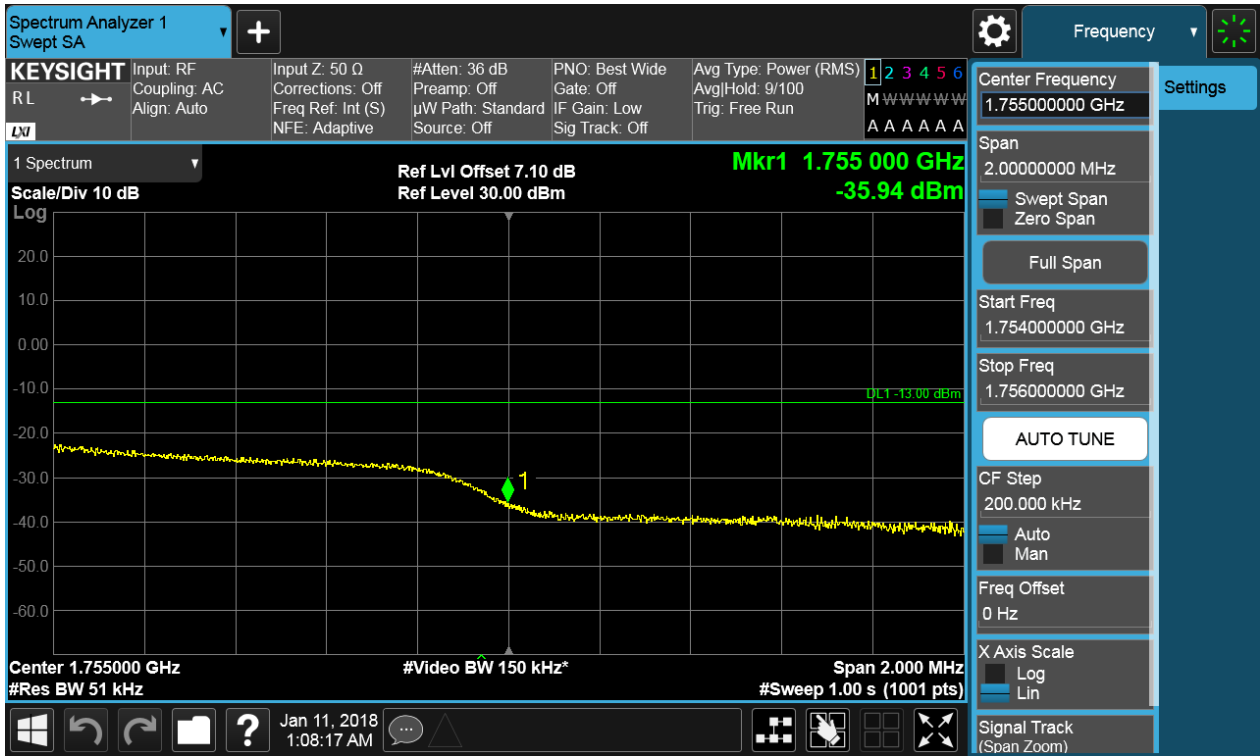 Spectrum Analyzer 1
Swept SA
+
Frequency
KEYSIGHT
R L
LXI
Input: RF
Coupling: AC
Align: Auto
Input Z: 50 Ω
Corrections: Off
Freq Ref: Int (S)
NFE: Adaptive
#Atten: 36 dB
Preamp: Off
µW Path: Standard
Source: Off
PNO: Best Wide
Gate: Off
IF Gain: Low
Sig Track: Off
Avg Type: Power (RMS)
Avg|Hold: 9/100
Trig: Free Run
1 2 3 4 5 6
M W W W W W
A A A A A A
Center Frequency
1.755000000 GHz
Settings
Span
2.00000000 MHz
Swept Span
Zero Span
Full Span
Start Freq
1.754000000 GHz
Stop Freq
1.756000000 GHz
AUTO TUNE
CF Step
200.000 kHz
Auto
Man
Freq Offset
0 Hz
X Axis Scale
Log
Lin
Signal Track
(Span Zoom)
1 Spectrum
Scale/Div 10 dB
Log
Ref Lvl Offset 7.10 dB
Ref Level 30.00 dBm
Mkr1 1.755 000 GHz
-35.94 dBm
20.0
10.0
0.00
-10.0
DL1 -13.00 dBm
-20.0
-30.0
1
-40.0
-50.0
-60.0
Center 1.755000 GHz
#Video BW 150 kHz*
Span 2.000 MHz
#Res BW 51 kHz
#Sweep 1.00 s (1001 pts)
?
Jan 11, 2018
1:08:17 AM